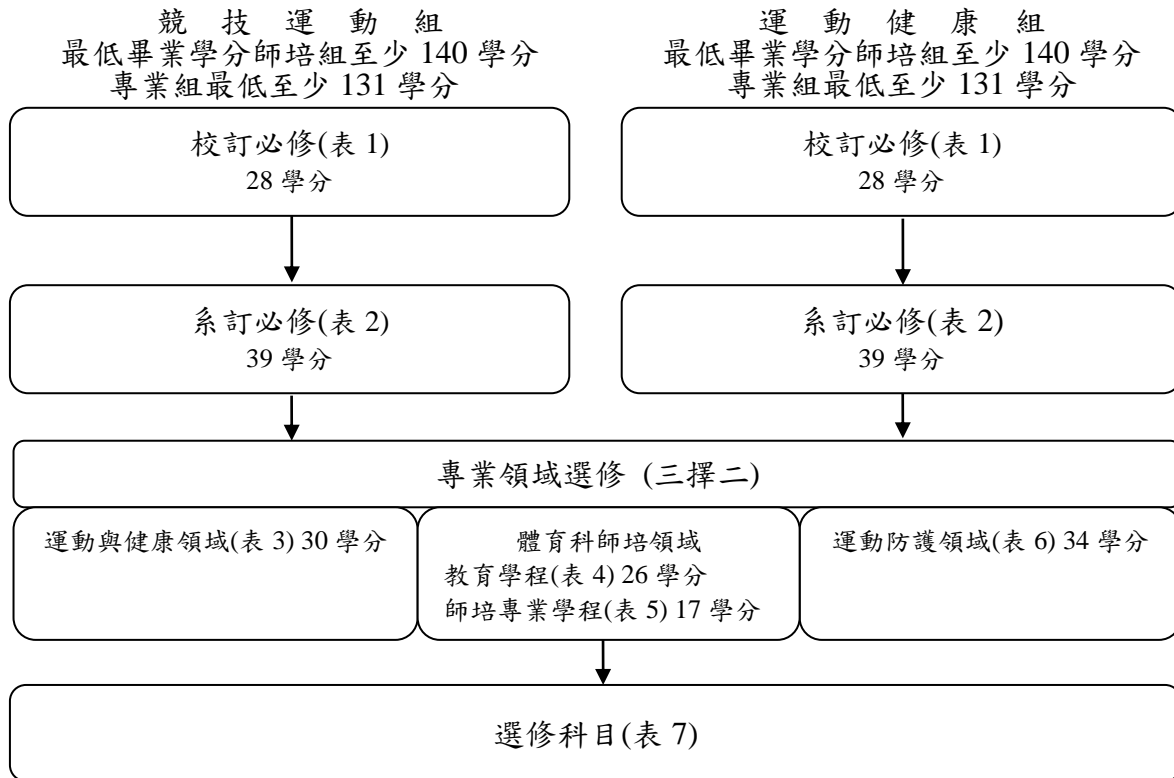 競 技 運 動 組
最低畢業學分師培組至少 140 學分
專業組最低至少 131 學分
校訂必修(表 1)
28 學分
系訂必修(表 2)
39 學分
運 動 健 康 組
最低畢業學分師培組至少 140 學分
專業組最低至少 131 學分
校訂必修(表 1)
28 學分
系訂必修(表 2)
39 學分
專業領域選修 (三擇二)
運動與健康領域(表 3) 30 學分
體育科師培領域
教育學程(表 4) 26 學分
師培專業學程(表 5) 17 學分
運動防護領域(表 6) 34 學分
選修科目(表 7)